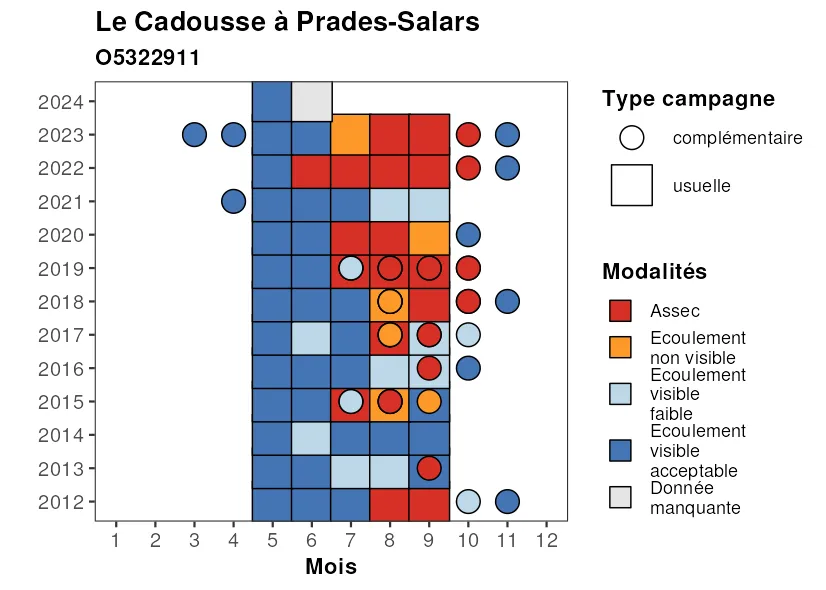 Le Cadousse à Prades-Salars
O5322911
2024
2023
2022
2021
2020
2019
2018
2017
2016
2015
2014
2013
2012
1 2 3 4 5 6 7 8 9 10 11 12
Mois
Type campagne
complémentaire
usuelle
Modalités
Assec
Ecoulement
non visible
Ecoulement
visible
faible
Ecoulement
visible
acceptable
Donnée
manquante